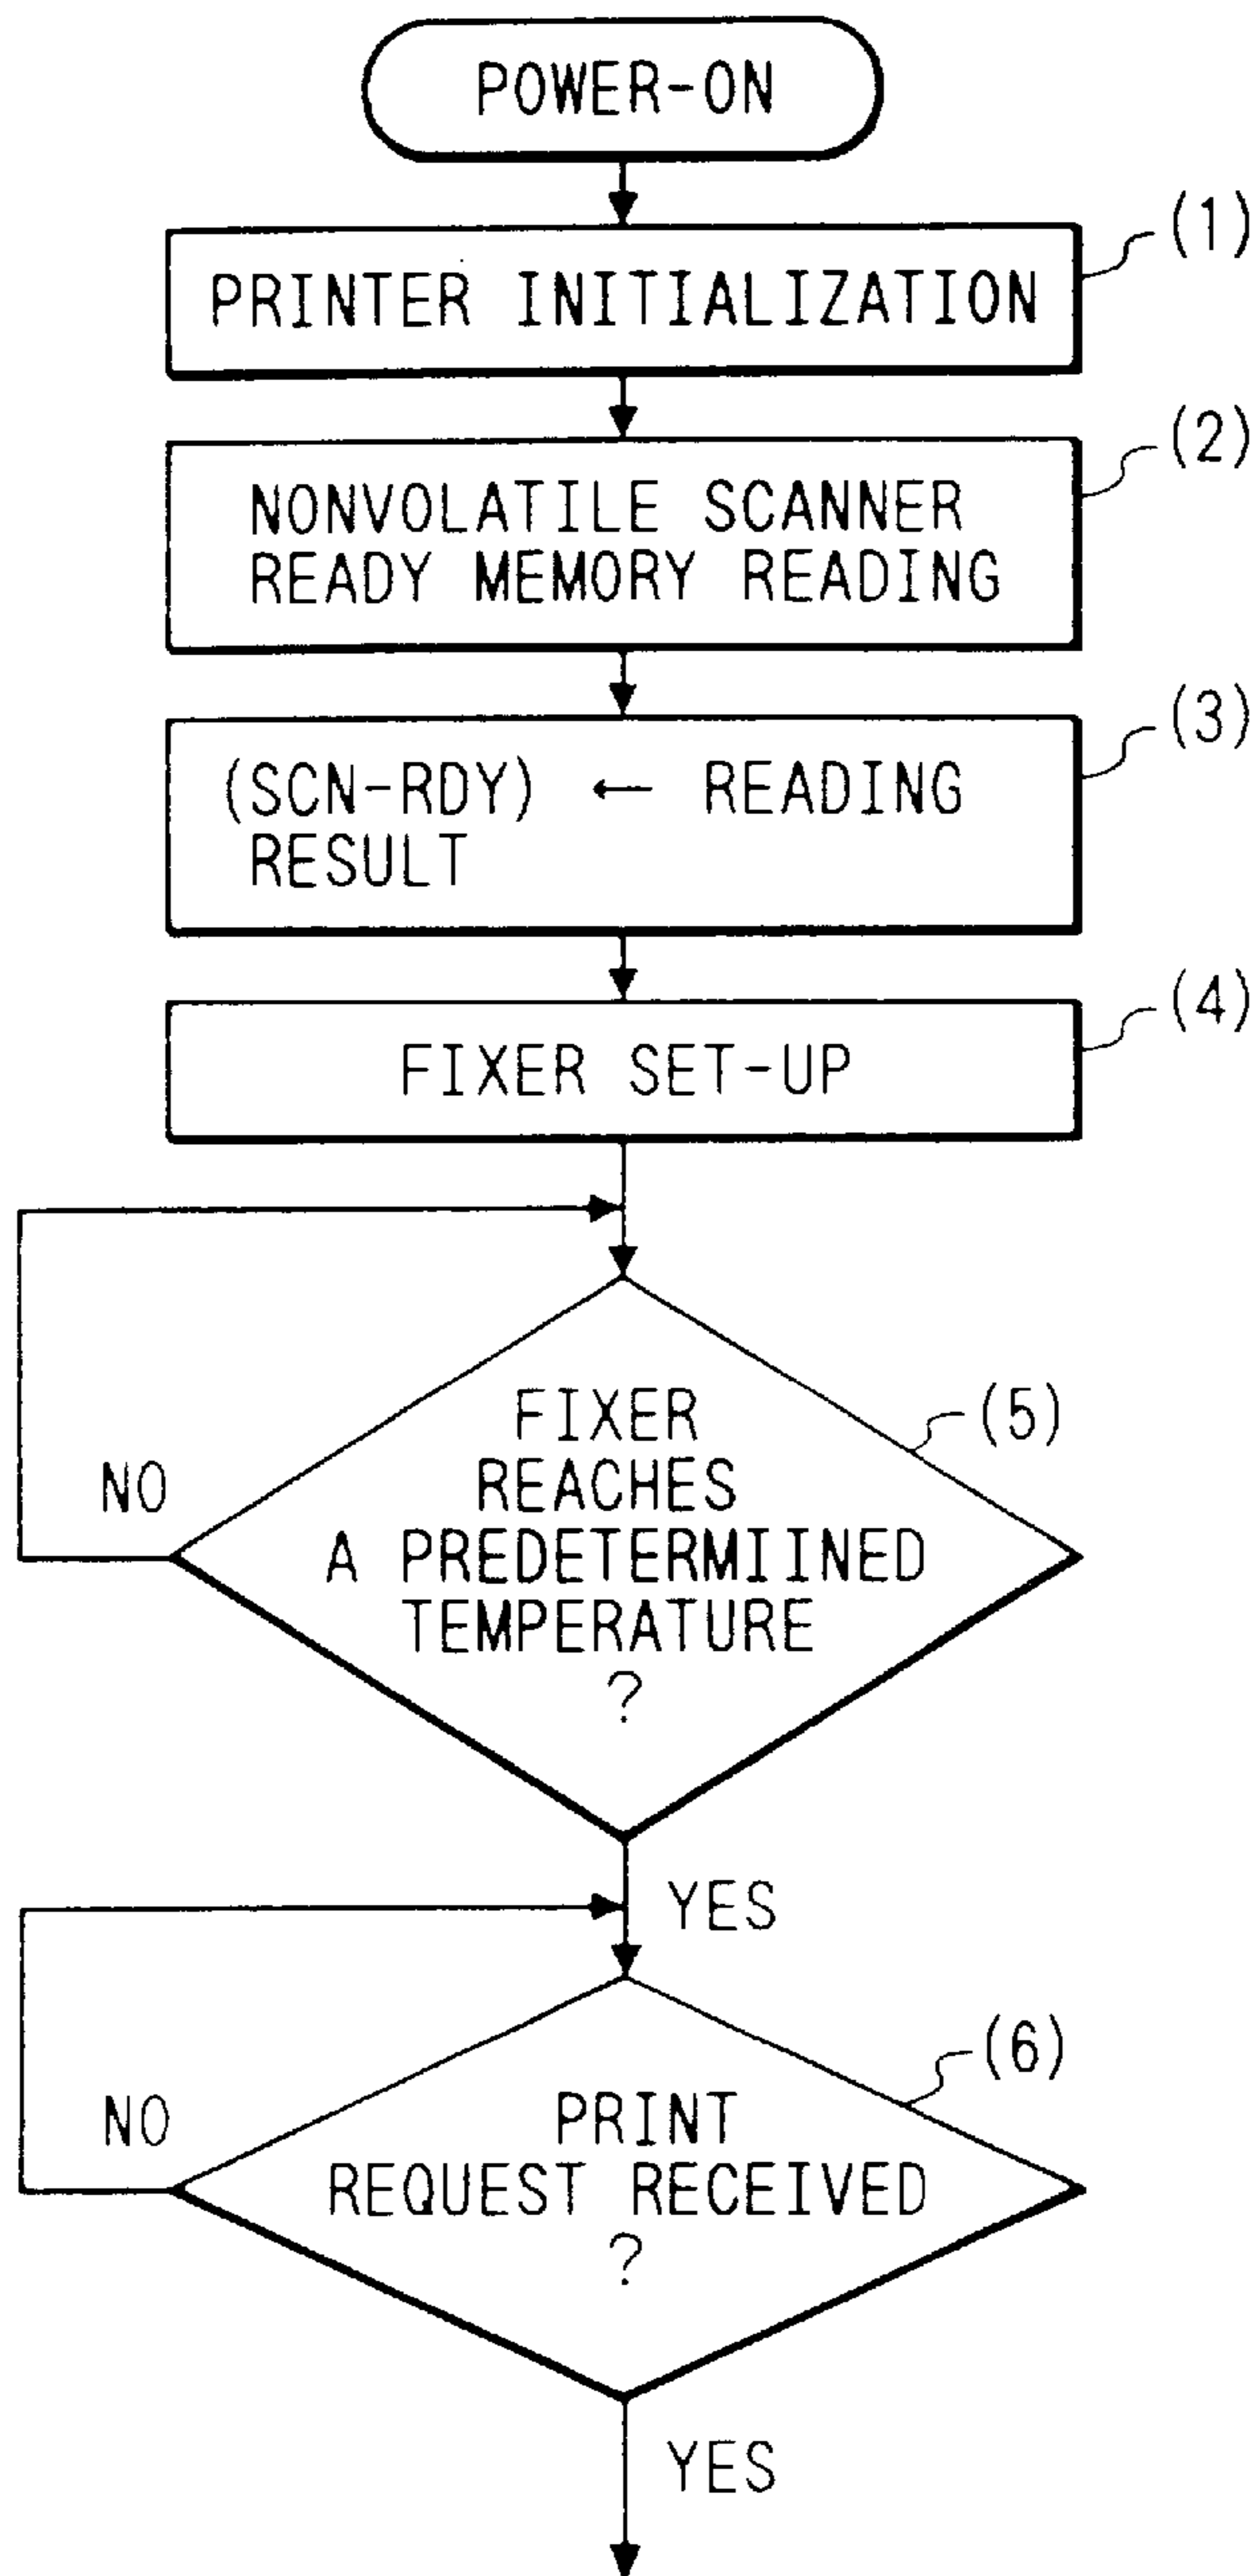 POWER-ON
(1)
PRINTER INITIALIZATION
(2)
NONVOLATILE SCANNER
READY MEMORY READING
(3)
(SCN-RDY) ← READING
RESULT
(4)
FIXER SET-UP
(5)
FIXER
REACHES
NO
A PREDETERMIINED
TEMPERATURE
?
YES
(6)
PRINT
NO
REQUEST RECEIVED
?
YES